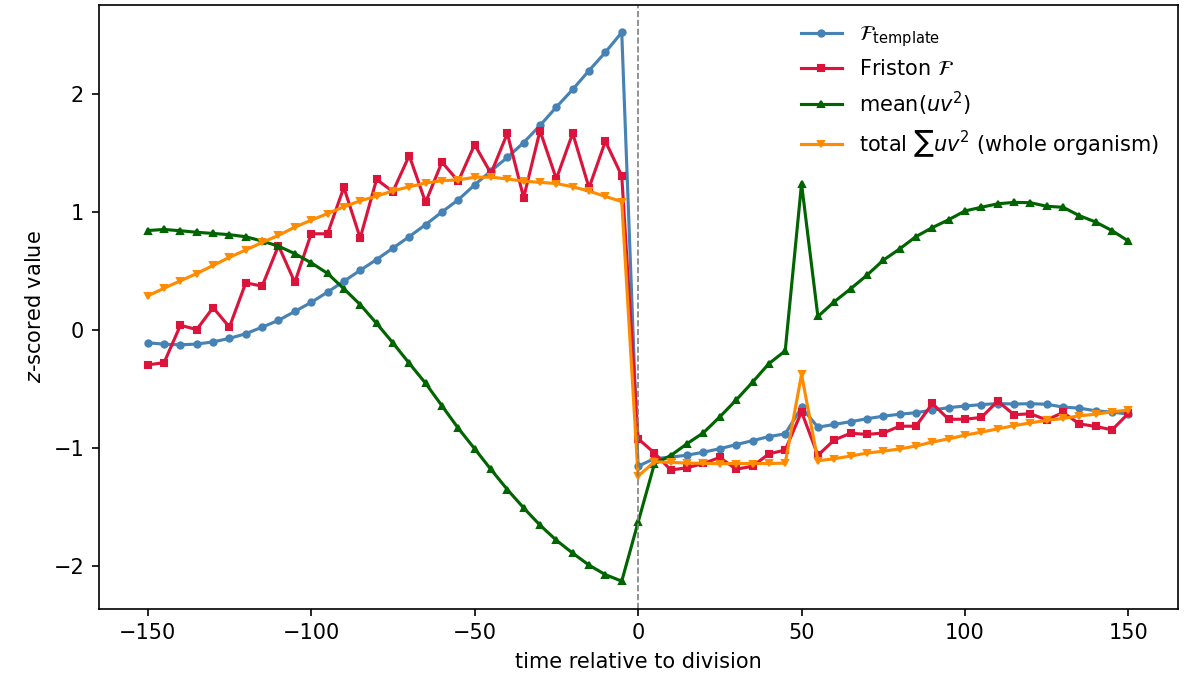 ℱtemplate
Friston ℱ
mean(uv²)
total ∑uv² (whole organism)
z-scored value
2
1
0
−1
−2
−150
−100
−50
0
50
100
150
time relative to division